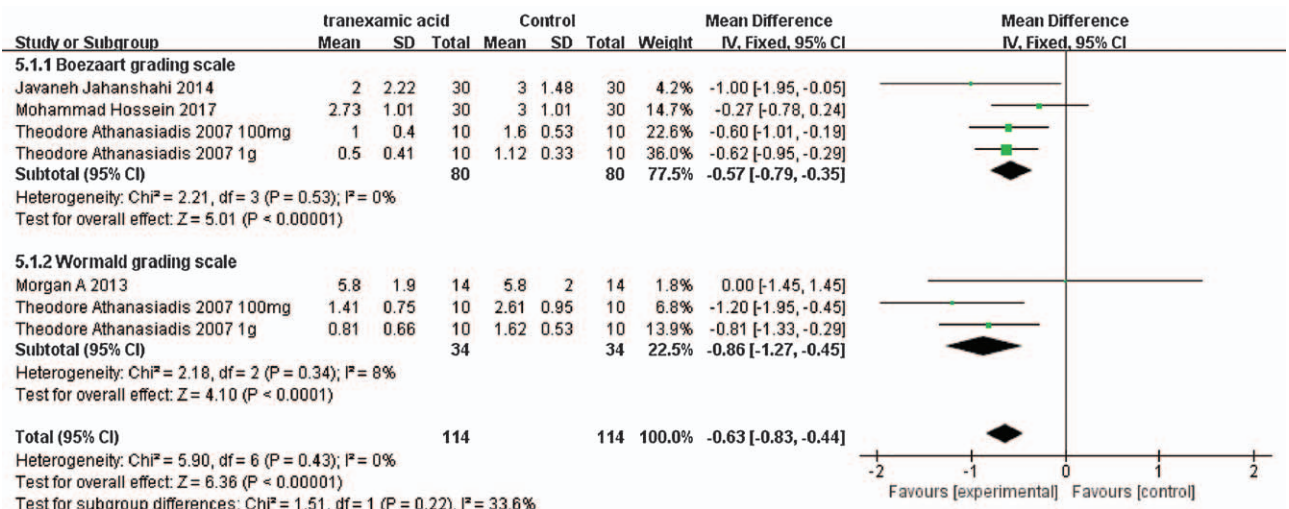 tranexamic acid Control Mean Difference Mean Difference
Study or Subgroup Mean SD Total Mean SD Total Weight IV, Fixed, 95% CI IV, Fixed, 95% CI
5.1.1 Boezaart grading scale
Javaneh Jahanshahi 2014 2 2.22 30 3 1.48 30 4.2% -1.00 [-1.95, -0.05]
Mohammad Hossein 2017 2.73 1.01 30 3 1.01 30 14.7% -0.27 [-0.78, 0.24]
Theodore Athanasiadis 2007 100mg 1 0.4 10 1.6 0.53 10 22.6% -0.60 [-1.01, -0.19]
Theodore Athanasiadis 2007 1g 0.5 0.41 10 1.12 0.33 10 36.0% -0.62 [-0.95, -0.29]
Subtotal (95% CI) 80 80 77.5% -0.57 [-0.79, -0.35]
Heterogeneity: Chi² = 2.21, df = 3 (P = 0.53); I² = 0%
Test for overall effect: Z = 5.01 (P < 0.00001)
5.1.2 Wormald grading scale
Morgan A 2013 5.8 1.9 14 5.8 2 14 1.8% 0.00 [-1.45, 1.45]
Theodore Athanasiadis 2007 100mg 1.41 0.75 10 2.61 0.95 10 6.8% -1.20 [-1.95, -0.45]
Theodore Athanasiadis 2007 1g 0.81 0.66 10 1.62 0.53 10 13.9% -0.81 [-1.33, -0.29]
Subtotal (95% CI) 34 34 22.5% -0.86 [-1.27, -0.45]
Heterogeneity: Chi² = 2.18, df = 2 (P = 0.34); I² = 8%
Test for overall effect: Z = 4.10 (P < 0.0001)
Total (95% CI) 114 114 100.0% -0.63 [-0.83, -0.44]
Heterogeneity: Chi² = 5.90, df = 6 (P = 0.43); I² = 0%
Test for overall effect: Z = 6.36 (P < 0.00001)
Test for subgroup differences: Chi² = 1.51, df = 1 (P = 0.22), I² = 33.6%
-2 -1 0 1 2
Favours [experimental] Favours [control]